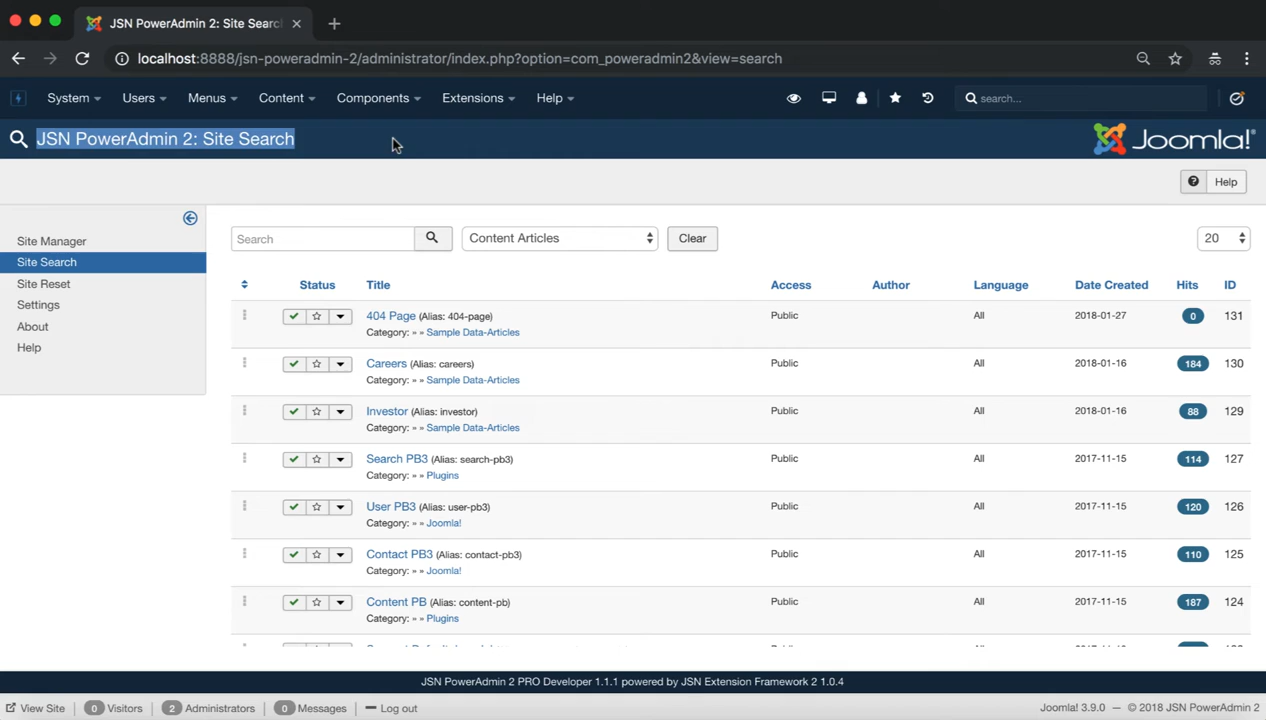 JSN PowerAdmin 2: Site Search
localhost:8888/jsn-poweradmin-2/administrator/index.php?option=com_poweradmin2&view=search
System Users Menus Content Components Extensions Help search...
JSN PowerAdmin 2: Site Search Joomla!®
Help
Site Manager
Site Search
Site Reset
Settings
About
Help
Search Content Articles Clear 20
Status Title Access Author Language Date Created Hits ID
404 Page (Alias: 404-page) Public All 2018-01-27 0 131
Category: » » Sample Data-Articles
Careers (Alias: careers) Public All 2018-01-16 184 130
Category: » » Sample Data-Articles
Investor (Alias: investor) Public All 2018-01-16 88 129
Category: » » Sample Data-Articles
Search PB3 (Alias: search-pb3) Public All 2017-11-15 114 127
Category: » » Plugins
User PB3 (Alias: user-pb3) Public All 2017-11-15 120 126
Category: » » Joomla!
Contact PB3 (Alias: contact-pb3) Public All 2017-11-15 110 125
Category: » » Joomla!
Content PB (Alias: content-pb) Public All 2017-11-15 187 124
Category: » » Plugins
JSN PowerAdmin 2 PRO Developer 1.1.1 powered by JSN Extension Framework 2 1.0.4
View Site 0 Visitors 2 Administrators 0 Messages Log out Joomla! 3.9.0 — © 2018 JSN PowerAdmin 2